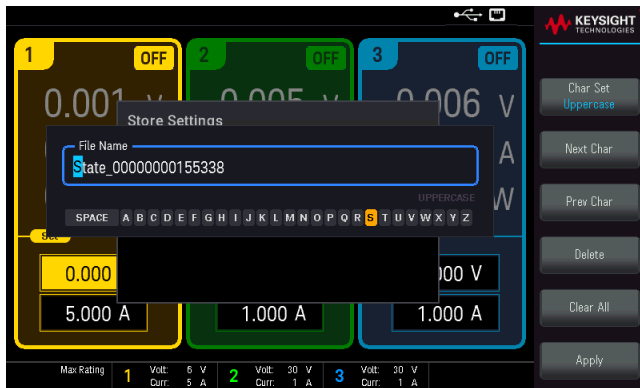 KEYSIGHT
TECHNOLOGIES
1 OFF 2 OFF 3 OFF
0.001 V 0.005 V 0.006 V
Store Settings
A
File Name
State_00000000155338
W
UPPERCASE
SPACE A B C D E F G H I J K L M N O P Q R S T U V W X Y Z
Set
0.000 000 V
5.000 A 1.000 A 1.000 A
Max Rating 1 Volt: 6 V 2 Volt: 30 V 3 Volt: 30 V
Curr: 5 A Curr: 1 A Curr: 1 A
Char Set
Uppercase
Next Char
Prev Char
Delete
Clear All
Apply